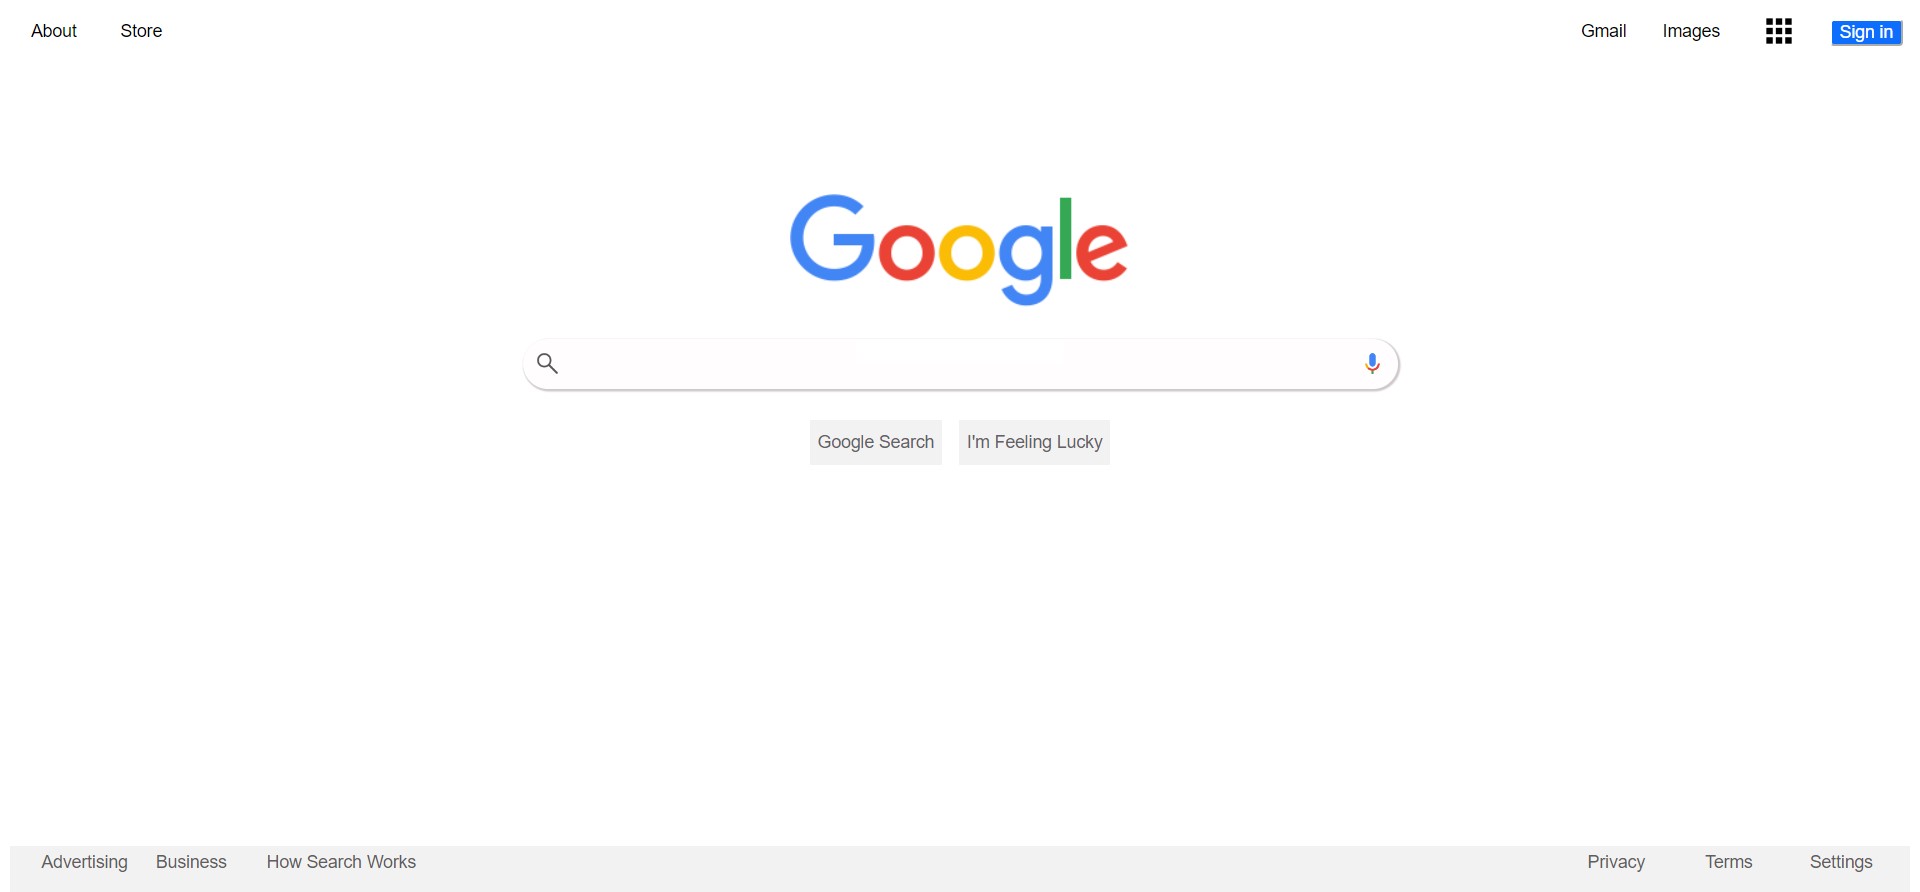 About Store Gmail Images Sign in
Google
Google Search I'm Feeling Lucky
Advertising Business How Search Works Privacy Terms Settings